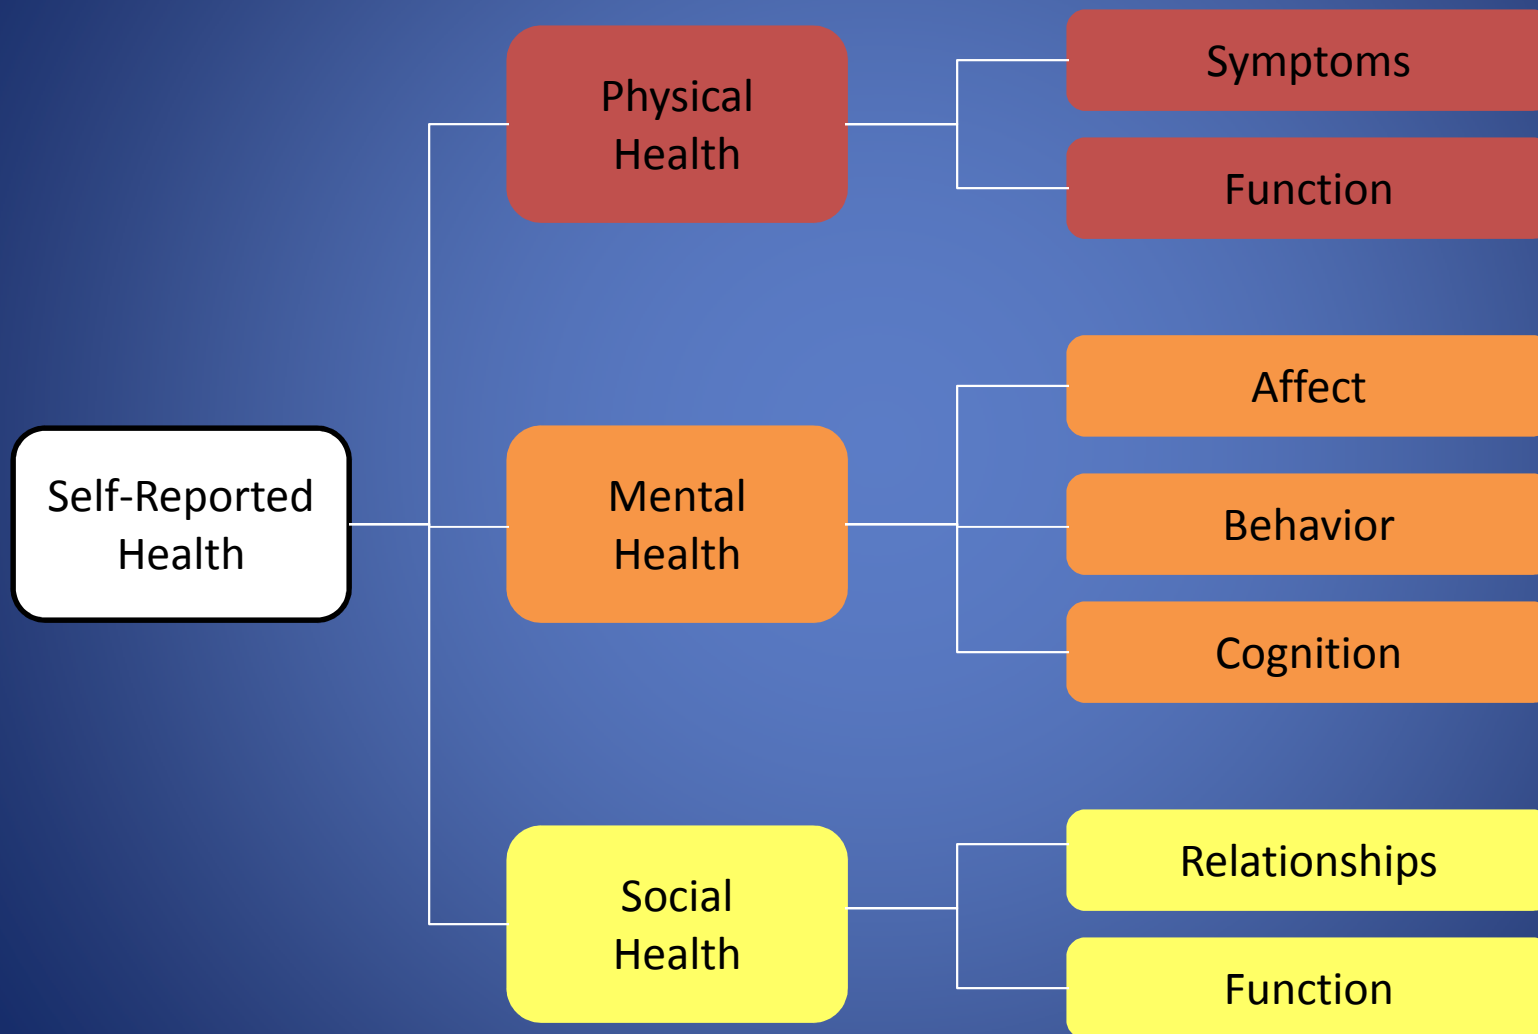 Self-Reported
Health
Physical
Health
Symptoms
Function
Mental
Health
Affect
Behavior
Cognition
Social
Health
Relationships
Function